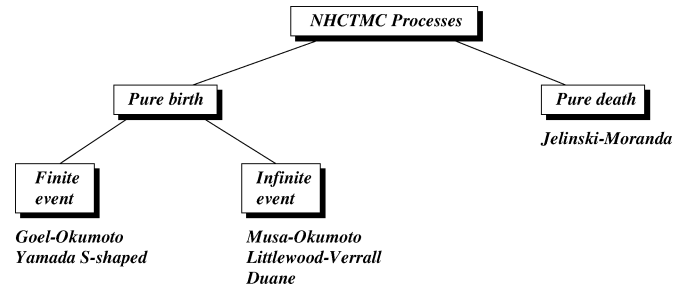 NHCTMC Processes
Pure birth
Pure death
Jelinski-Moranda
Finite
event
Infinite
event
Goel-Okumoto
Yamada S-shaped
Musa-Okumoto
Littlewood-Verrall
Duane